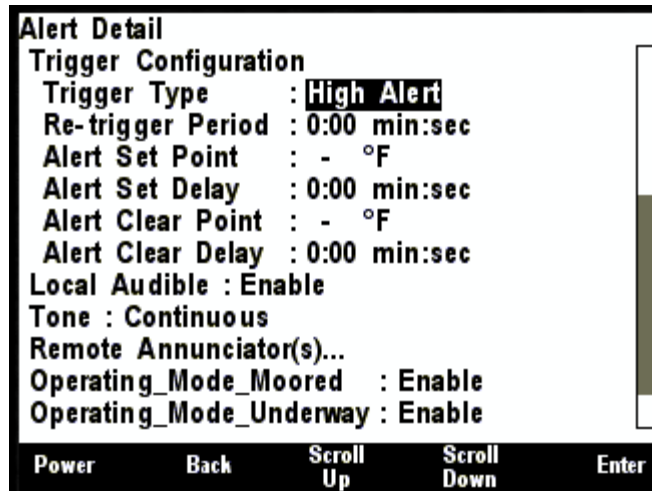 Alert Detail
Trigger Configuration
Trigger Type : High Alert
Re-trigger Period : 0:00 min:sec
Alert Set Point : - °F
Alert Set Delay : 0:00 min:sec
Alert Clear Point : - °F
Alert Clear Delay : 0:00 min:sec
Local Audible : Enable
Tone : Continuous
Remote Annunciator(s)...
Operating_Mode_Moored : Enable
Operating_Mode_Underway : Enable
Power Back Scroll Up Scroll Down Enter